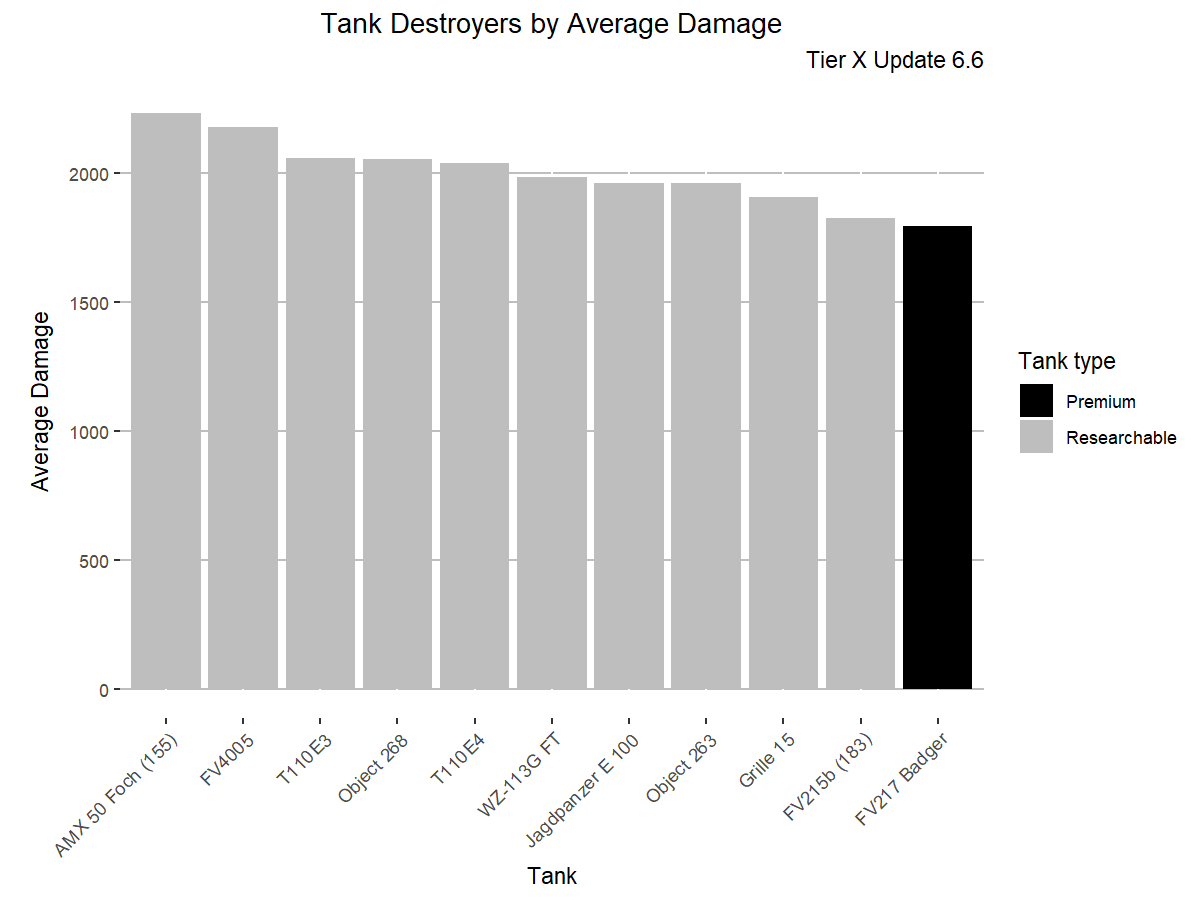 Tank Destroyers by Average Damage
Tier X Update 6.6
Average Damage
2000
1500
1000
500
0
AMX 50 Foch (155)
FV4005
T110E3
Object 268
T110E4
WZ-113G FT
Jagdpanzer E 100
Object 263
Grille 15
FV215b (183)
FV217 Badger
Tank
Tank type
Premium
Researchable